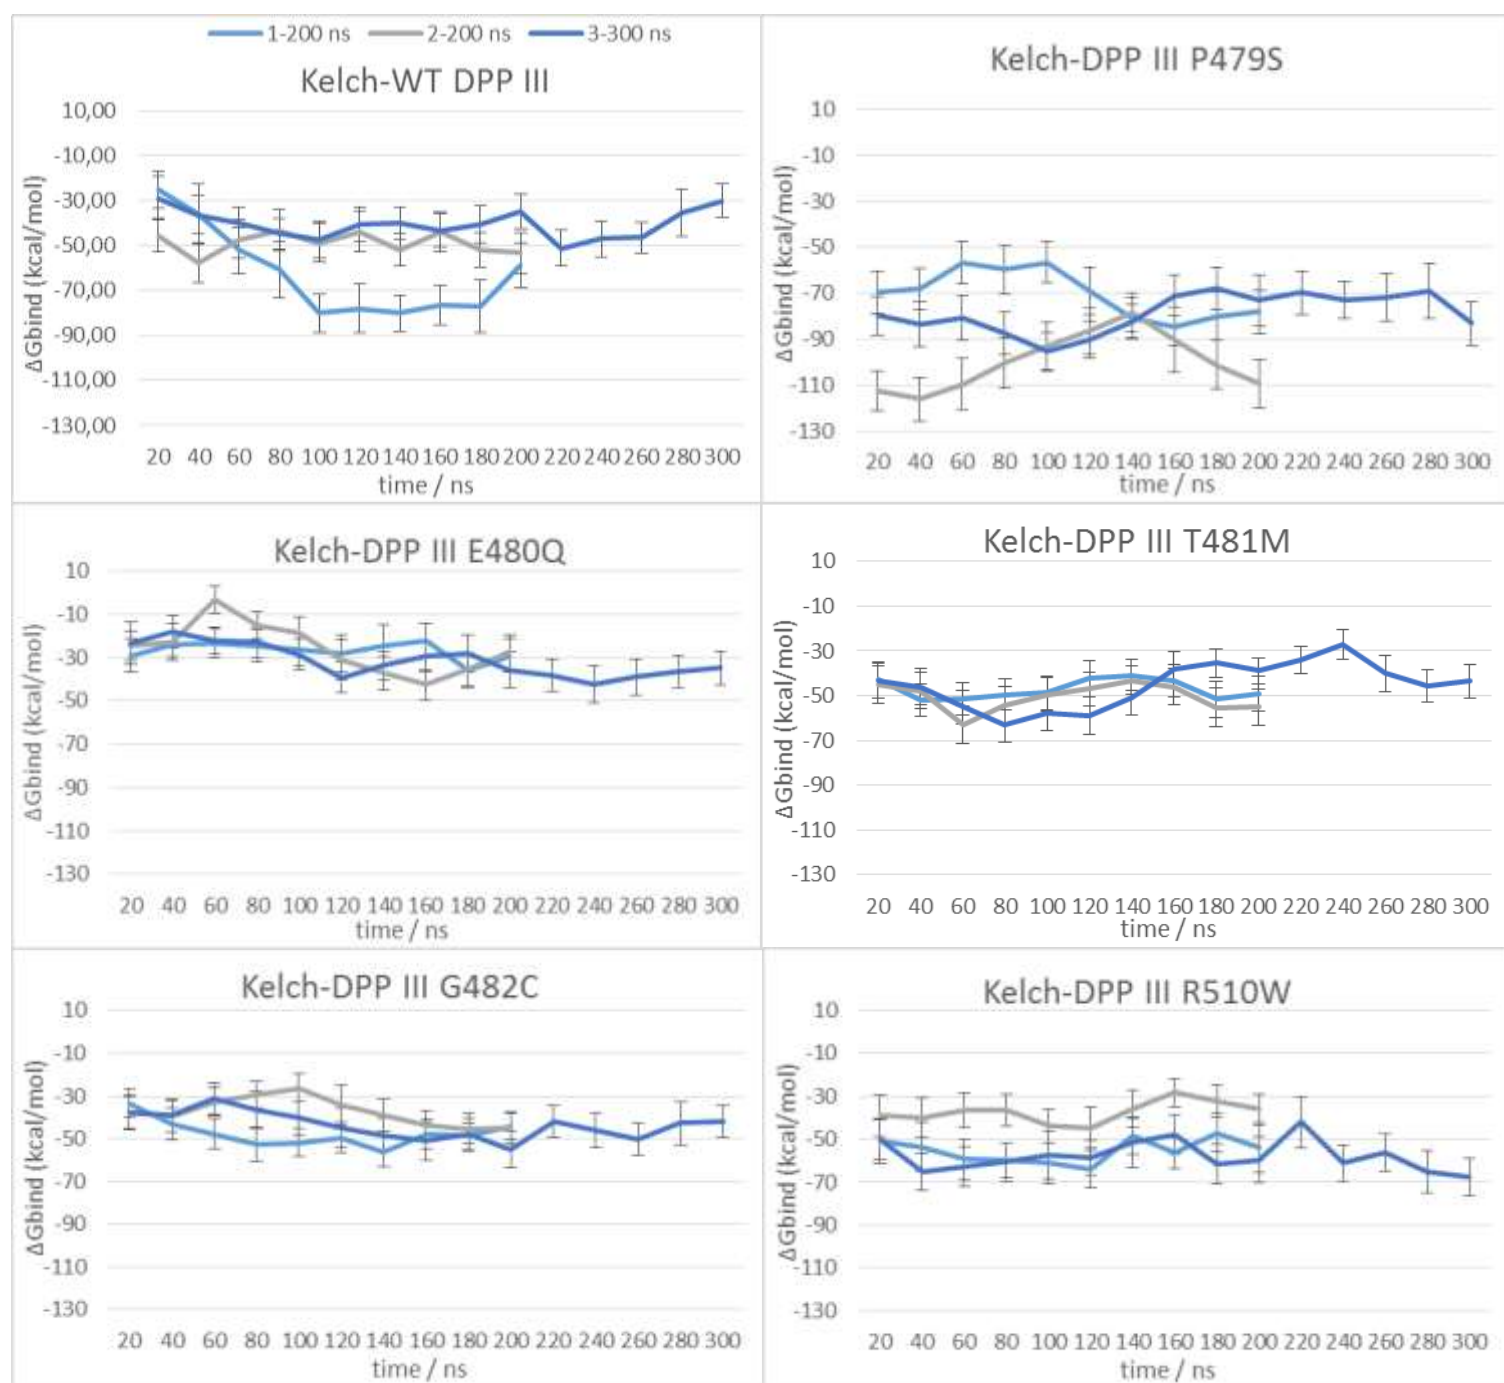 1-200 ns 2-200 ns 3-300 ns
Kelch-WT DPP III
10,00
-10,00
-30,00
-50,00
-70,00
-90,00
-110,00
-130,00
ΔGbind (kcal/mol)
20 40 60 80 100 120 140 160 180 200 220 240 260 280 300
time / ns
Kelch-DPP III P479S
10
-10
-30
-50
-70
-90
-110
-130
ΔGbind (kcal/mol)
20 40 60 80 100 120 140 160 180 200 220 240 260 280 300
time / ns
Kelch-DPP III E480Q
10
-10
-30
-50
-70
-90
-110
-130
ΔGbind (kcal/mol)
20 40 60 80 100 120 140 160 180 200 220 240 260 280 300
time / ns
Kelch-DPP III T481M
10
-10
-30
-50
-70
-90
-110
-130
ΔGbind (kcal/mol)
20 40 60 80 100 120 140 160 180 200 220 240 260 280 300
time / ns
Kelch-DPP III G482C
10
-10
-30
-50
-70
-90
-110
-130
ΔGbind (kcal/mol)
20 40 60 80 100 120 140 160 180 200 220 240 260 280 300
time / ns
Kelch-DPP III R510W
10
-10
-30
-50
-70
-90
-110
-130
ΔGbind (kcal/mol)
20 40 60 80 100 120 140 160 180 200 220 240 260 280 300
time / ns